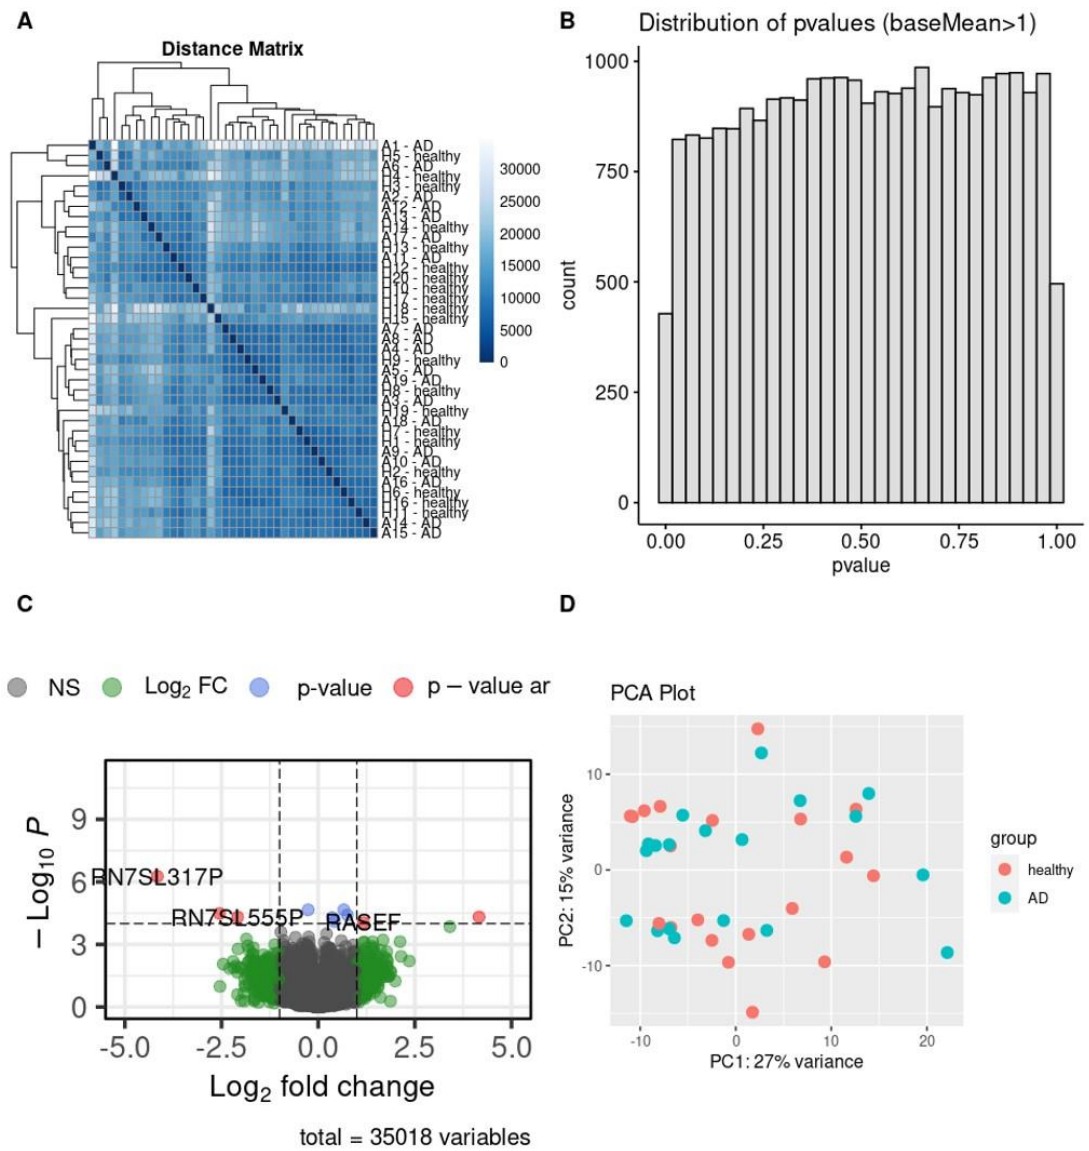 A
Distance Matrix
A1 - AD
H5 - healthy
A6 - AD
H4 - healthy
H3 - healthy
A2 - AD
A12 - AD
A13 - AD
H14 - healthy
A17 - AD
H13 - healthy
A11 - AD
H12 - healthy
H20 - healthy
H10 - healthy
H17 - healthy
H18 - healthy
H15 - healthy
A7 - AD
A8 - AD
A4 - AD
H9 - healthy
A5 - AD
A19 - AD
H8 - healthy
A3 - AD
H19 - healthy
A18 - AD
H7 - healthy
H1 - healthy
A9 - AD
A10 - AD
H2 - healthy
A16 - AD
H6 - healthy
H16 - healthy
H11 - healthy
A14 - AD
A15 - AD
30000
25000
20000
15000
10000
5000
0
B
Distribution of pvalues (baseMean>1)
1000
750
500
250
0
count
0.00 0.25 0.50 0.75 1.00
pvalue
C
NS Log₂ FC p-value p – value ar
9
6
3
0
– Log₁₀ P
RN7SL317P
RN7SL555P
RASEF
-5.0 -2.5 0.0 2.5 5.0
Log₂ fold change
total = 35018 variables
D
PCA Plot
10
0
-10
PC2: 15% variance
-10 0 10 20
PC1: 27% variance
group
healthy
AD